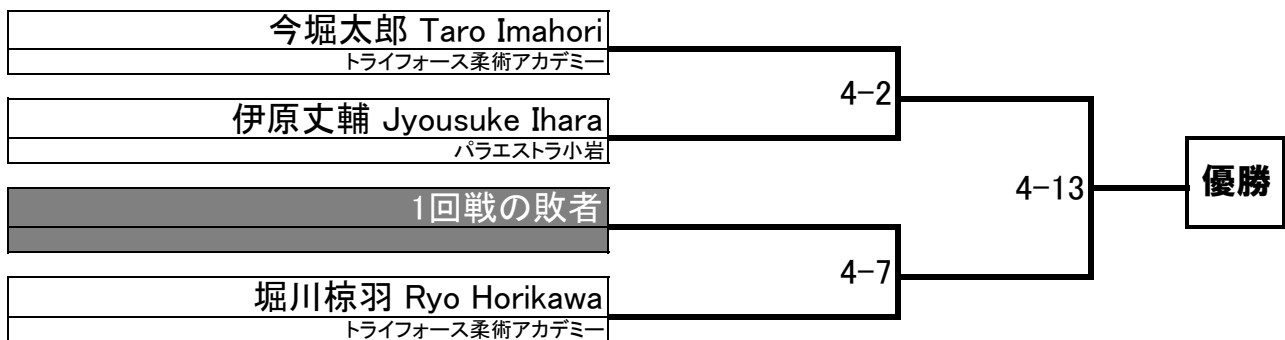 今堀太郎 Taro Imahori
トライフォース柔術アカデミー
4-2
伊原丈輔 Jyousuke Ihara
パラエストラ小岩
4-13
優勝
1回戦の敗者
4-7
堀川椋羽 Ryo Horikawa
トライフォース柔術アカデミー